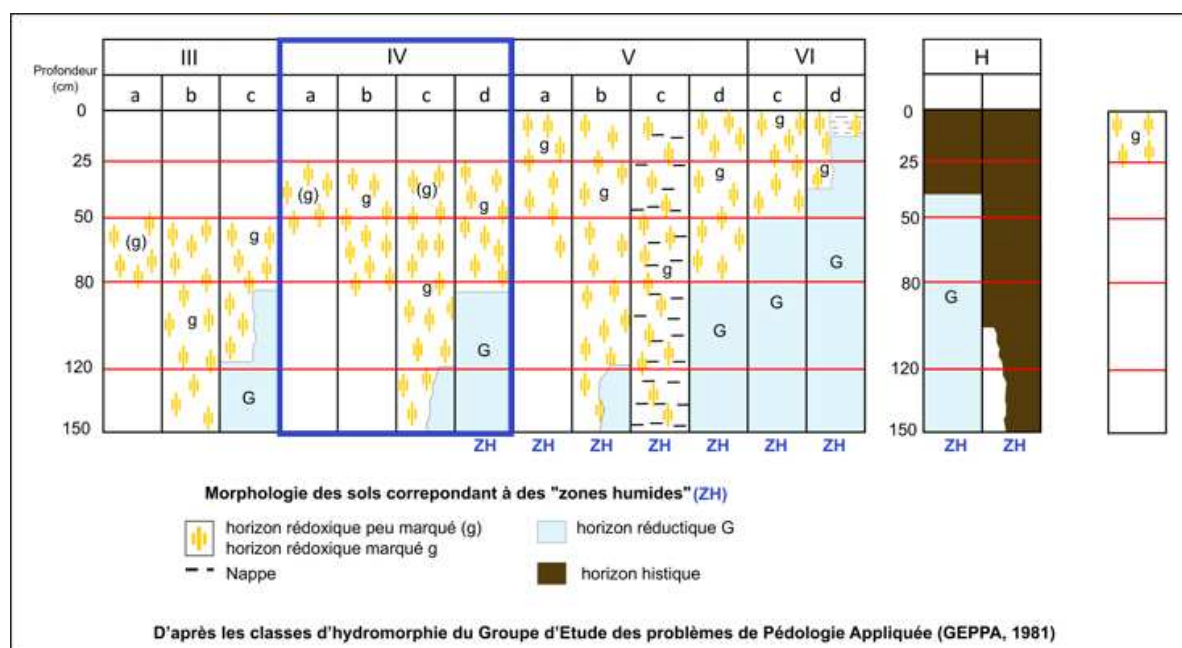 III IV V VI H
Profondeur
(cm)
a b c a b c d a b c d c d
0 0
25 25
50 50
80 80
120 120
150 150
(g) g g G
(g) g (g) g g G
g g g g G
g G g G
G
g
ZH ZH ZH ZH ZH ZH ZH ZH ZH
Morphologie des sols correpondant à des "zones humides"(ZH)
horizon rédoxique peu marqué (g)
horizon rédoxique marqué g
horizon réductique G
Nappe
horizon histique
D'après les classes d'hydromorphie du Groupe d'Etude des problèmes de Pédologie Appliquée (GEPPA, 1981)